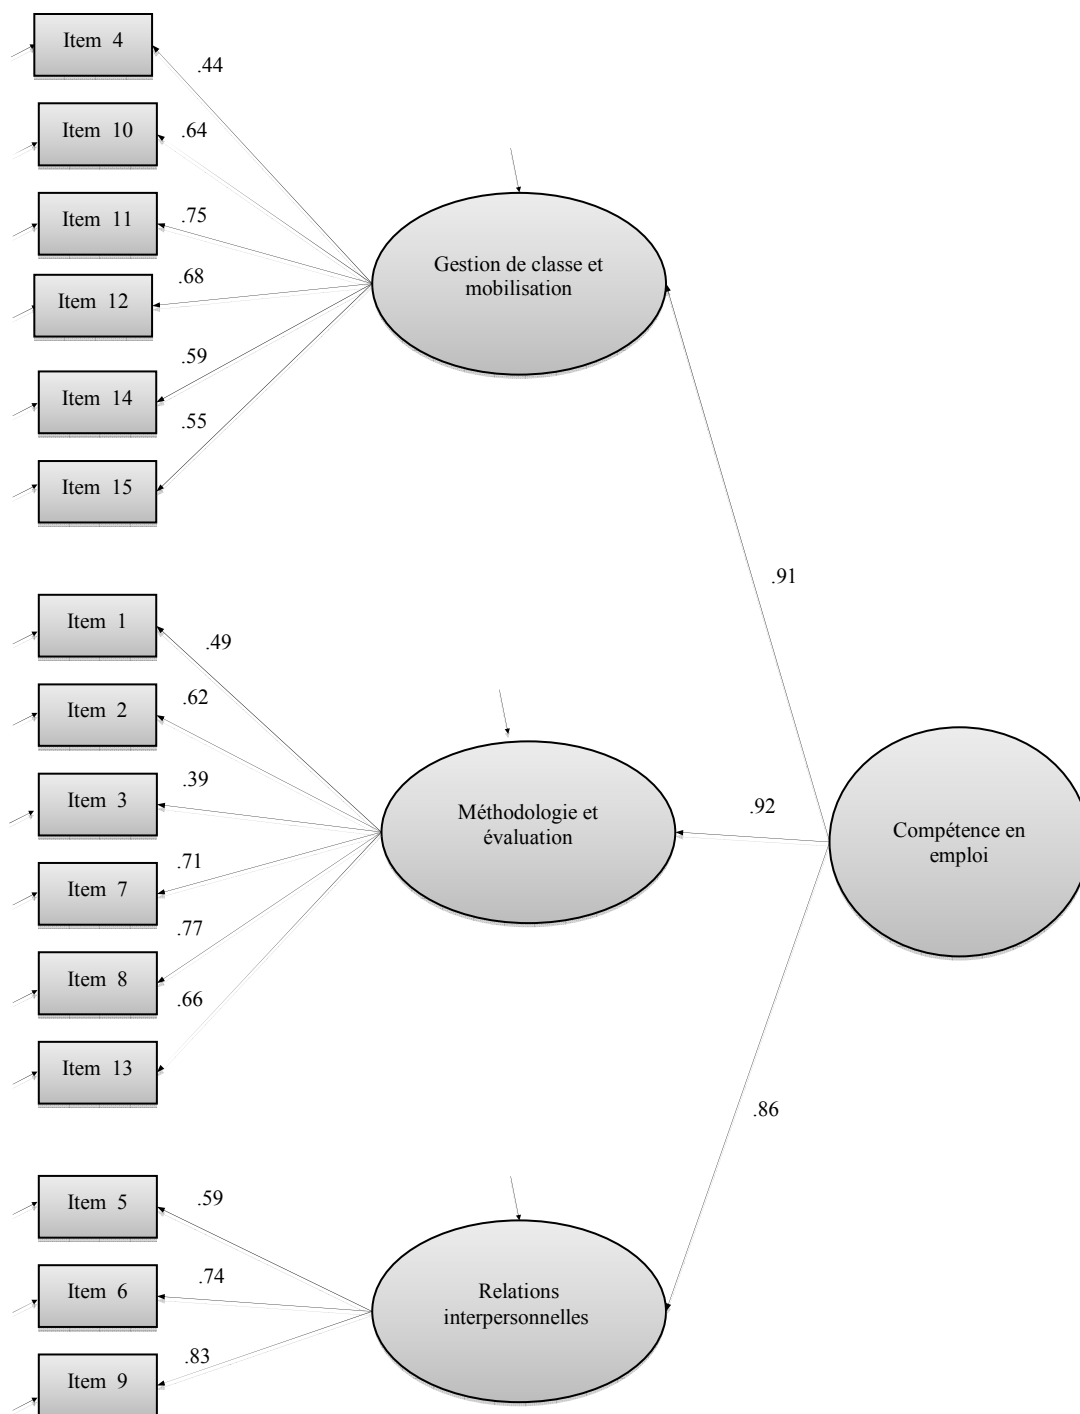 Item 4
.44
Item 10
.64
Item 11
.75
Item 12
.68
Item 14
.59
Item 15
.55
Gestion de classe et
mobilisation
.91
Item 1
.49
Item 2
.62
Item 3
.39
Item 7
.71
Item 8
.77
Item 13
.66
Méthodologie et
évaluation
.92
Compétence en
emploi
.86
Item 5
.59
Item 6
.74
Item 9
.83
Relations
interpersonnelles